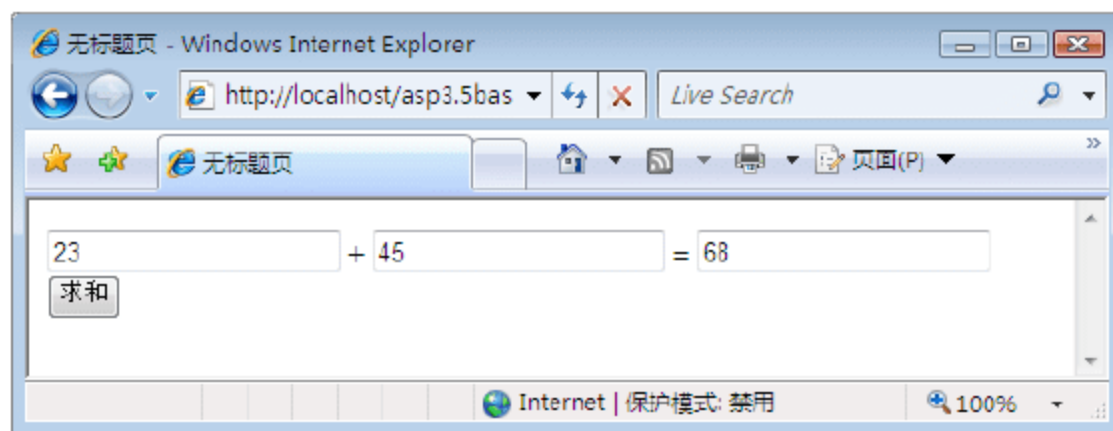 无标题页 - Windows Internet Explorer
http://localhost/asp3.5bas
Live Search
无标题页
页面(P)
23 + 45 = 68
求和
Internet | 保护模式: 禁用
100%